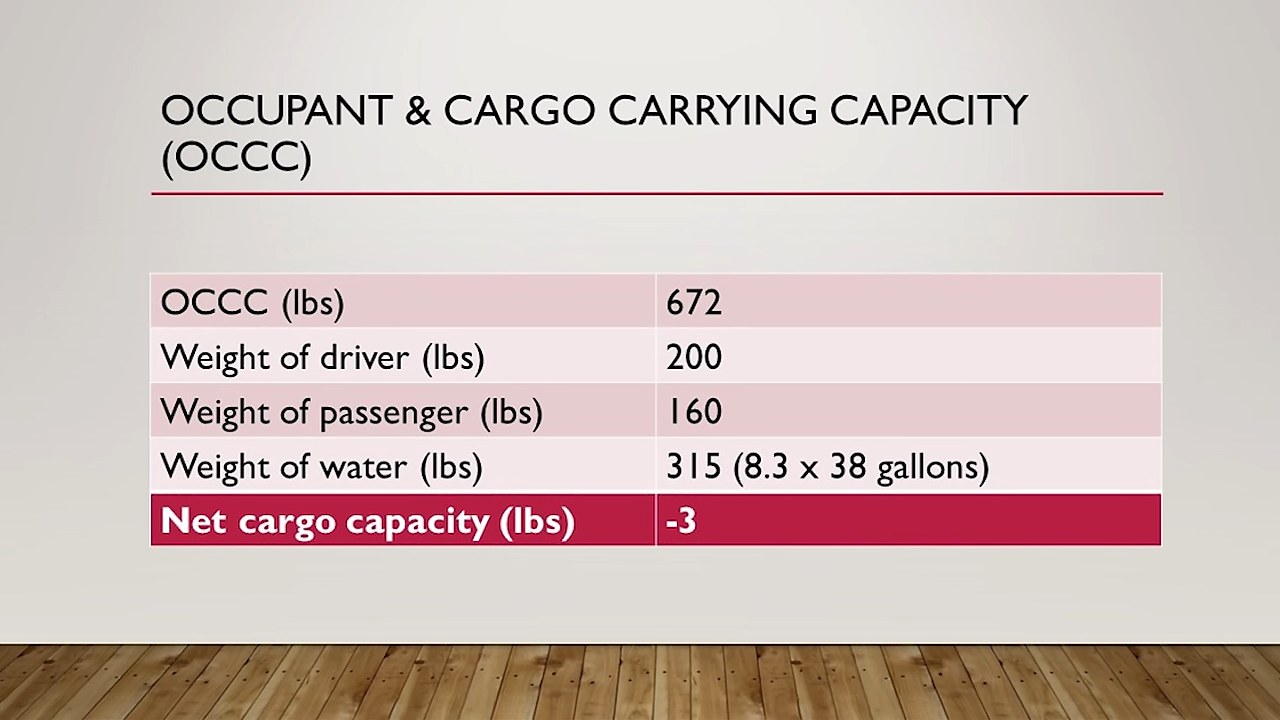 OCCUPANT & CARGO CARRYING CAPACITY
(OCCC)
OCCC (lbs) 672
Weight of driver (lbs) 200
Weight of passenger (lbs) 160
Weight of water (lbs) 315 (8.3 x 38 gallons)
Net cargo capacity (lbs) -3